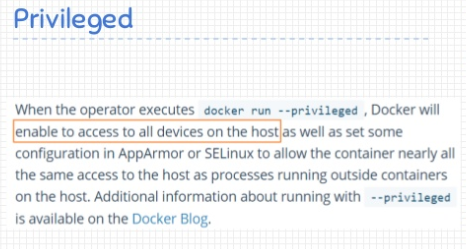 Privileged
When the operator executes docker run --privileged , Docker will
enable to access to all devices on the host as well as set some
configuration in AppArmor or SELinux to allow the container nearly all
the same access to the host as processes running outside containers
on the host. Additional information about running with --privileged
is available on the Docker Blog.